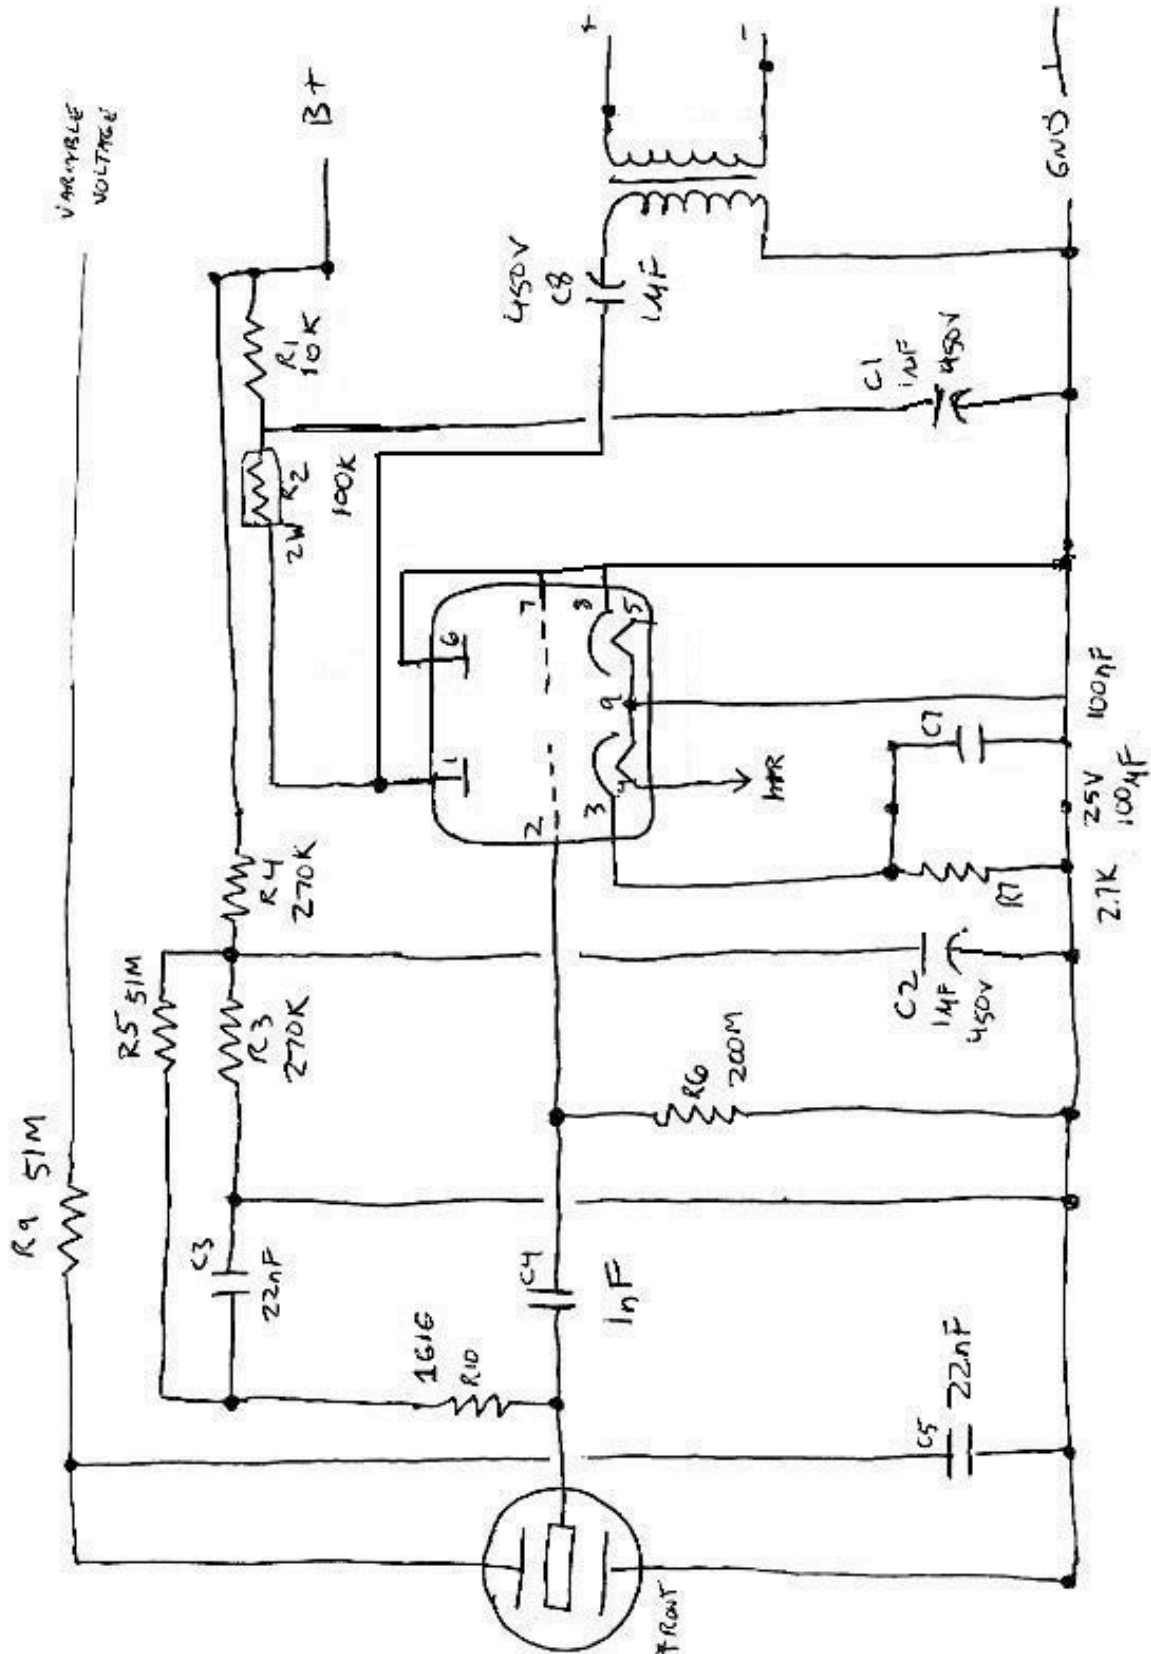 VARIABLE
VOLTAGE
B+
+
-
GND
R1
10K
R2
2W
100K
450V
C8
1MF
C1
1MF
450V
R4
270K
R5 51M
R3
270K
R9 51M
C3
22nF
1GIG
R10
C4
1nF
R6
200M
C2
1MF
450V
1
6
2
7
3
4
9
8
5
HTR
R7
2.7K
C7
100nF
25V
100MF
C5
22nF
FRONT